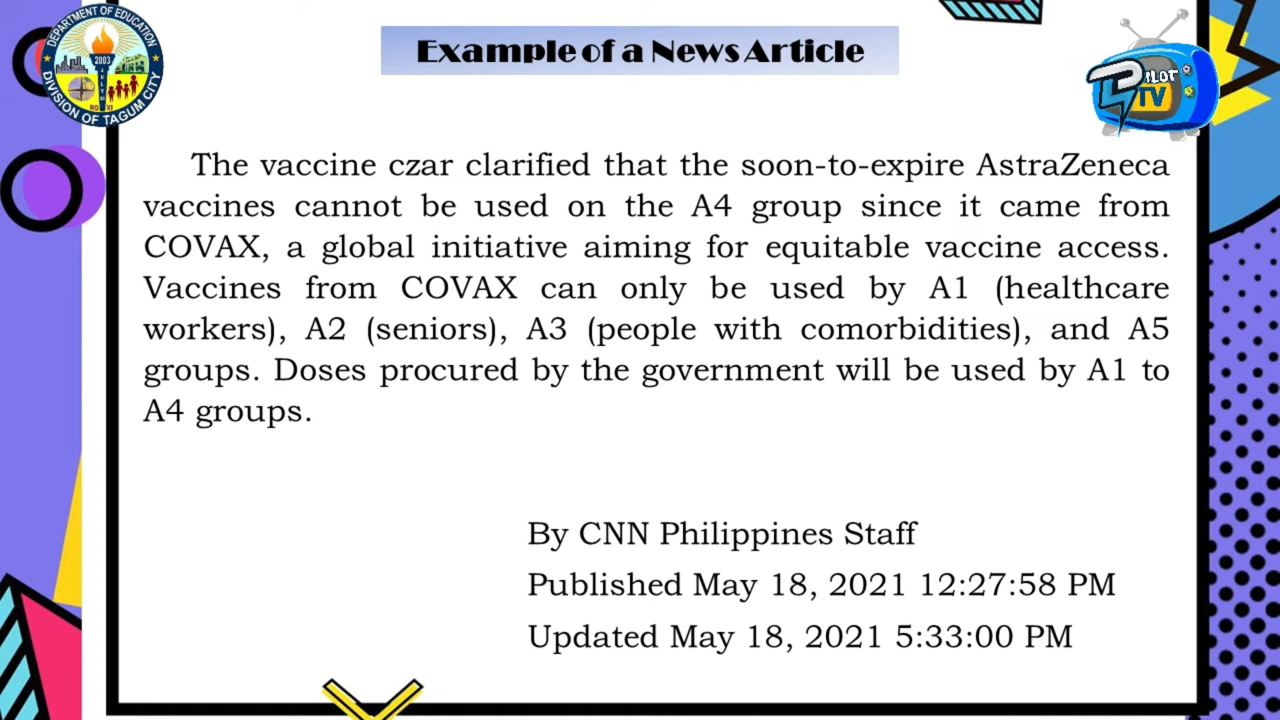 DEPARTMENT OF EDUCATION
2003
DIVISION OF TAGUM CITY
Example of a News Article
PILOT
TV
The vaccine czar clarified that the soon-to-expire AstraZeneca
vaccines cannot be used on the A4 group since it came from
COVAX, a global initiative aiming for equitable vaccine access.
Vaccines from COVAX can only be used by A1 (healthcare
workers), A2 (seniors), A3 (people with comorbidities), and A5
groups. Doses procured by the government will be used by A1 to
A4 groups.
By CNN Philippines Staff
Published May 18, 2021 12:27:58 PM
Updated May 18, 2021 5:33:00 PM